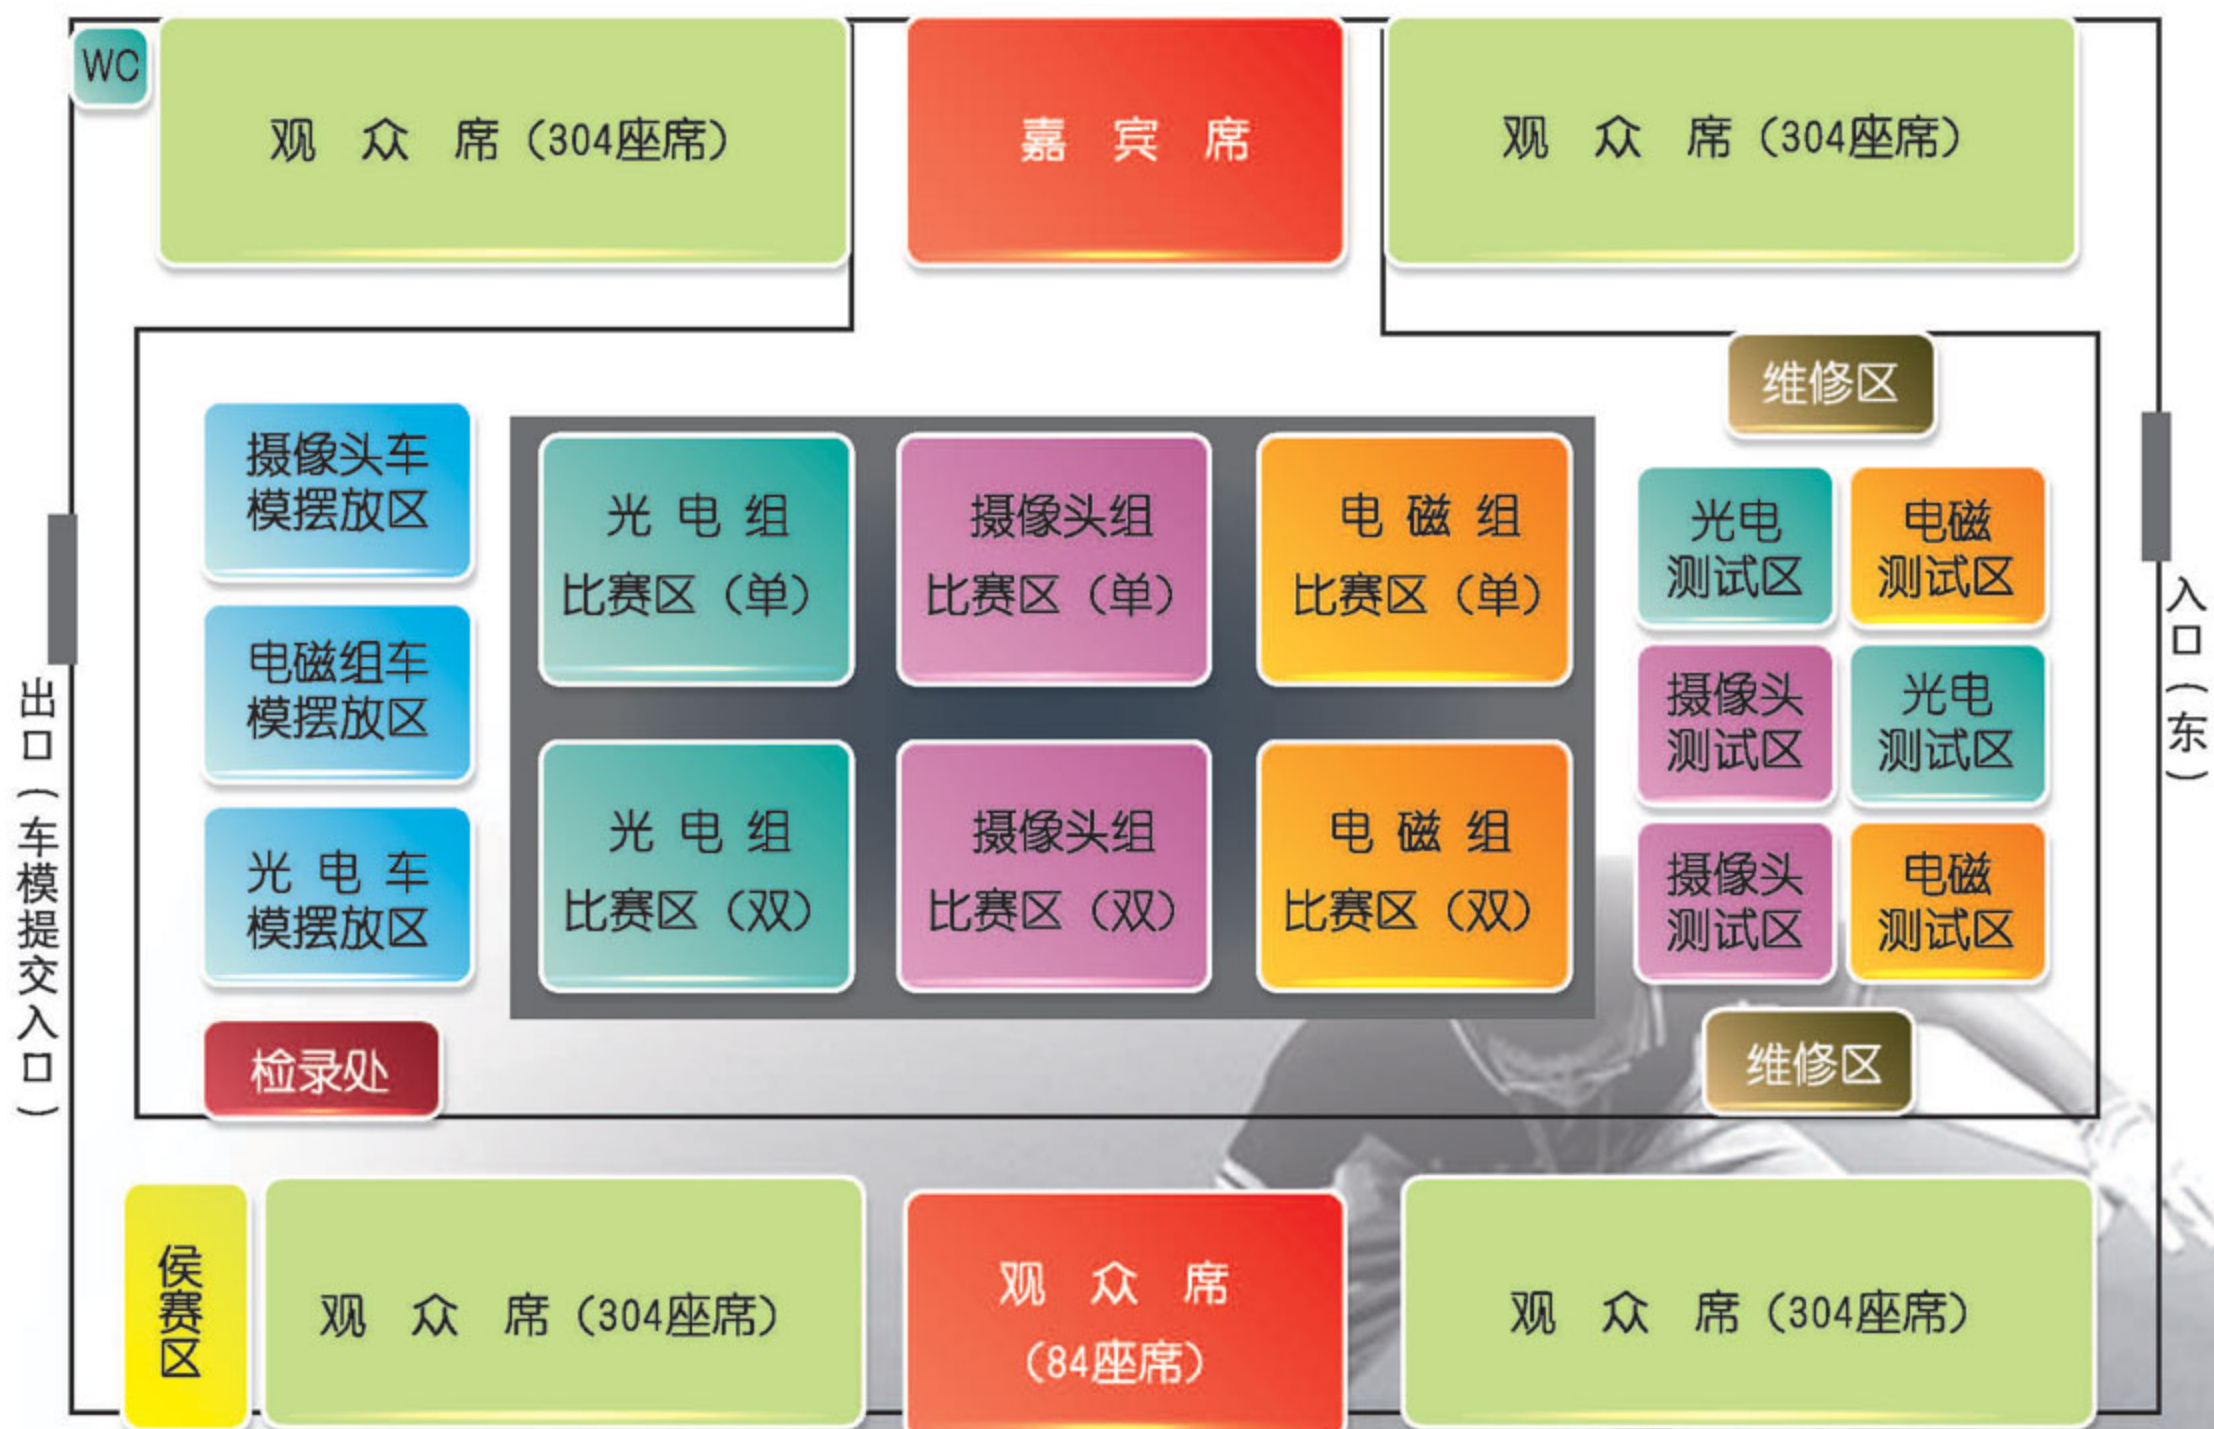 WC
观 众 席（304座席）
嘉 宾 席
观 众 席（304座席）
维修区
摄像头车
模摆放区
电磁组车
模摆放区
光 电 车
模摆放区
检录处
光 电 组
比赛区（单）
摄像头组
比赛区（单）
电 磁 组
比赛区（单）
光 电 组
比赛区（双）
摄像头组
比赛区（双）
电 磁 组
比赛区（双）
光电
测试区
电磁
测试区
摄像头
测试区
光电
测试区
摄像头
测试区
电磁
测试区
维修区
出口（车模提交入口）
入口（东）
侯赛区
观 众 席（304座席）
观 众 席
（84座席）
观 众 席（304座席）